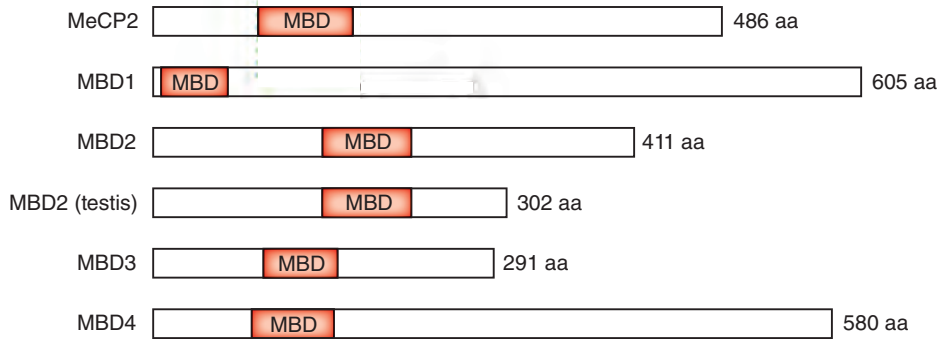 MeCP2 MBD 486 aa
MBD1 MBD 605 aa
MBD2 MBD 411 aa
MBD2 (testis) MBD 302 aa
MBD3 MBD 291 aa
MBD4 MBD 580 aa